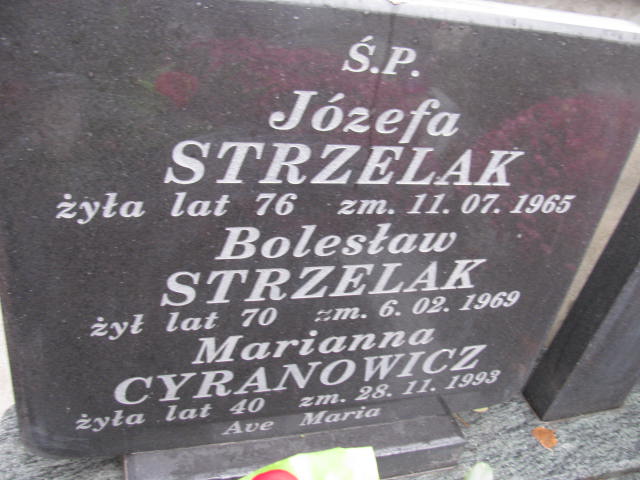 Ś.P.
Józefa
STRZELAK
żyła lat 76 zm. 11. 07. 1965
Bolesław
STRZELAK
żył lat 70 zm. 6. 02. 1969
Marianna
CYRANOWICZ
żyła lat 40 zm. 28. 11. 1993
Ave Maria